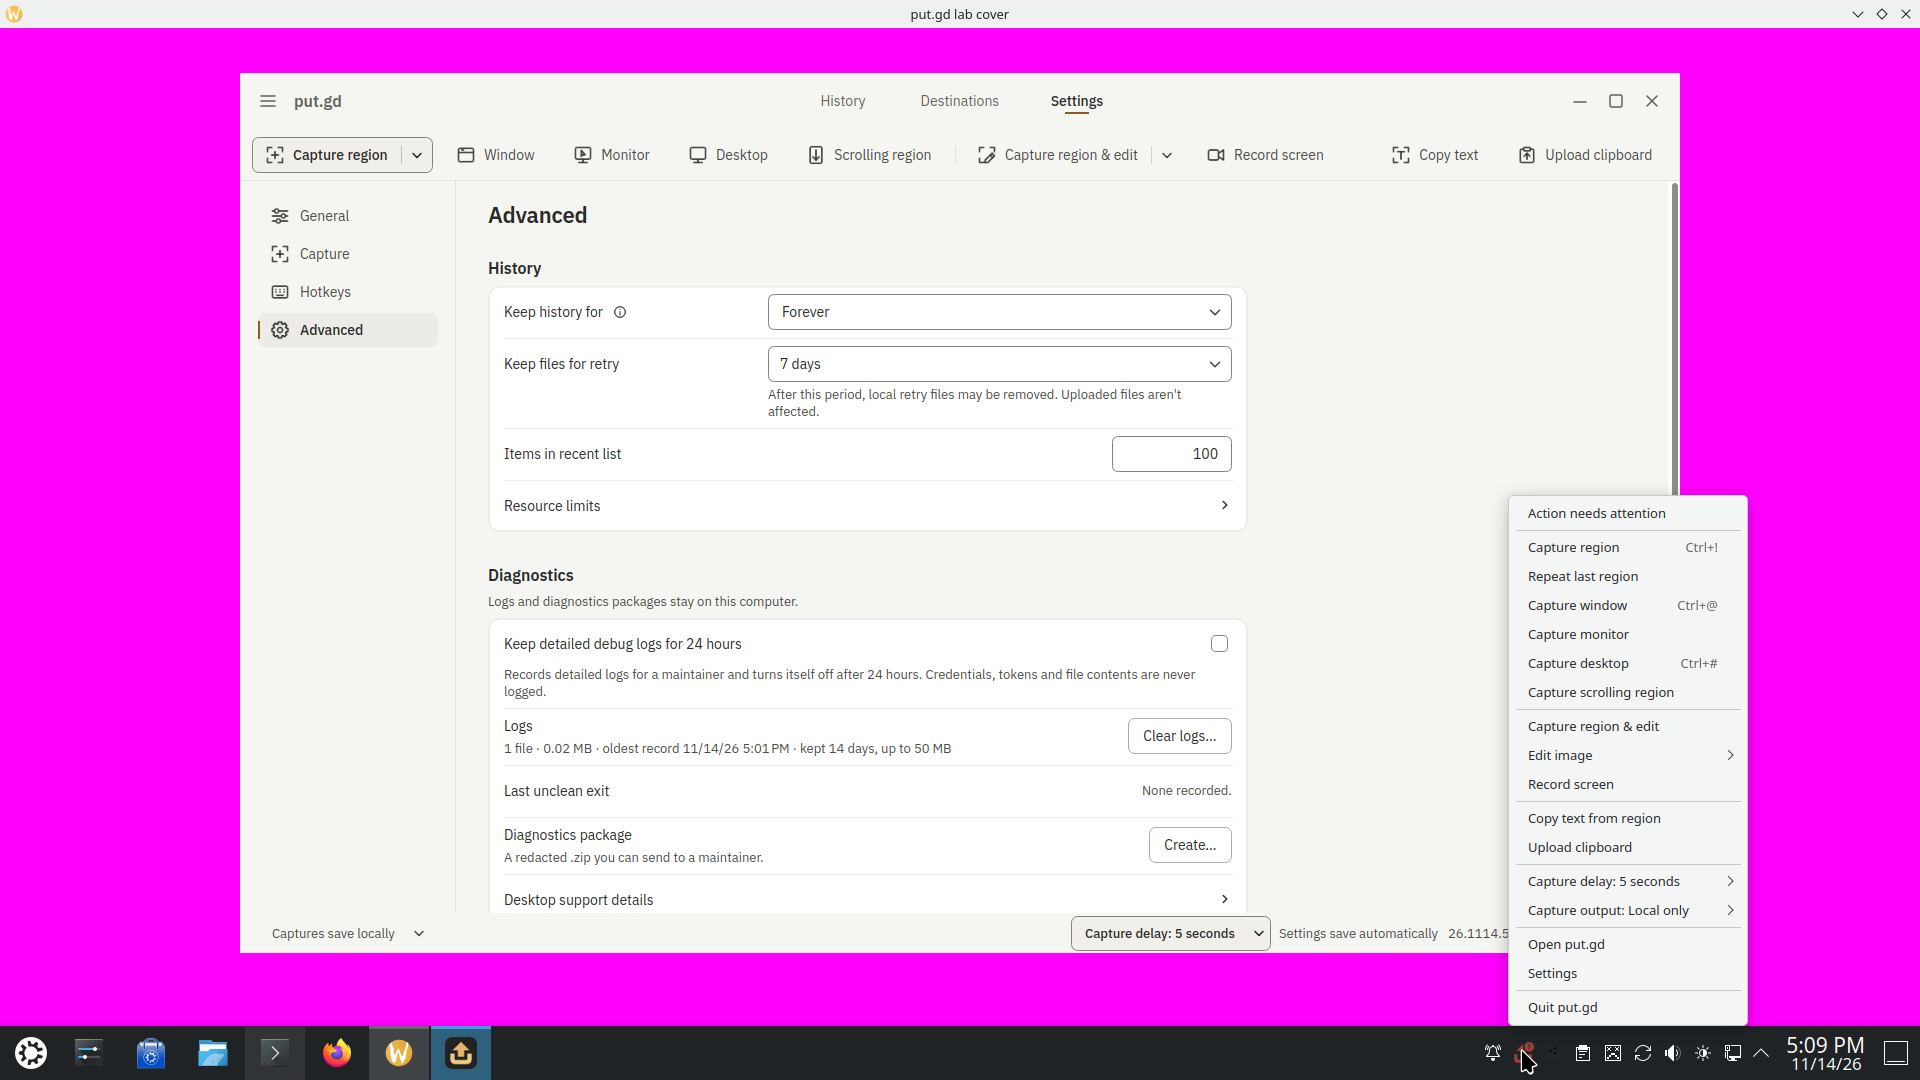 put.gd lab cover
put.gd
History
Destinations
Settings
Capture region
Window
Monitor
Desktop
Scrolling region
Capture region & edit
Record screen
Copy text
Upload clipboard
General
Capture
Hotkeys
Advanced
Advanced
History
Keep history for
Forever
Keep files for retry
7 days
After this period, local retry files may be removed. Uploaded files aren't
affected.
Items in recent list
100
Resource limits
Diagnostics
Logs and diagnostics packages stay on this computer.
Keep detailed debug logs for 24 hours
Records detailed logs for a maintainer and turns itself off after 24 hours. Credentials, tokens and file contents are never
logged.
Logs
1 file · 0.02 MB · oldest record 11/14/26 5:01 PM · kept 14 days, up to 50 MB
Clear logs...
Last unclean exit
None recorded.
Diagnostics package
A redacted .zip you can send to a maintainer.
Create...
Desktop support details
Captures save locally
Capture delay: 5 seconds
Settings save automatically
26.1114.5
Action needs attention
Capture region Ctrl+!
Repeat last region
Capture window Ctrl+@
Capture monitor
Capture desktop Ctrl+#
Capture scrolling region
Capture region & edit
Edit image
Record screen
Copy text from region
Upload clipboard
Capture delay: 5 seconds
Capture output: Local only
Open put.gd
Settings
Quit put.gd
5:09 PM
11/14/26